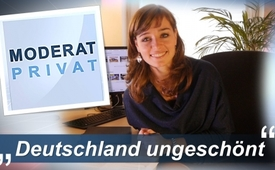 MODERAT
PRIVAT
„Deutschland ungeschönt“